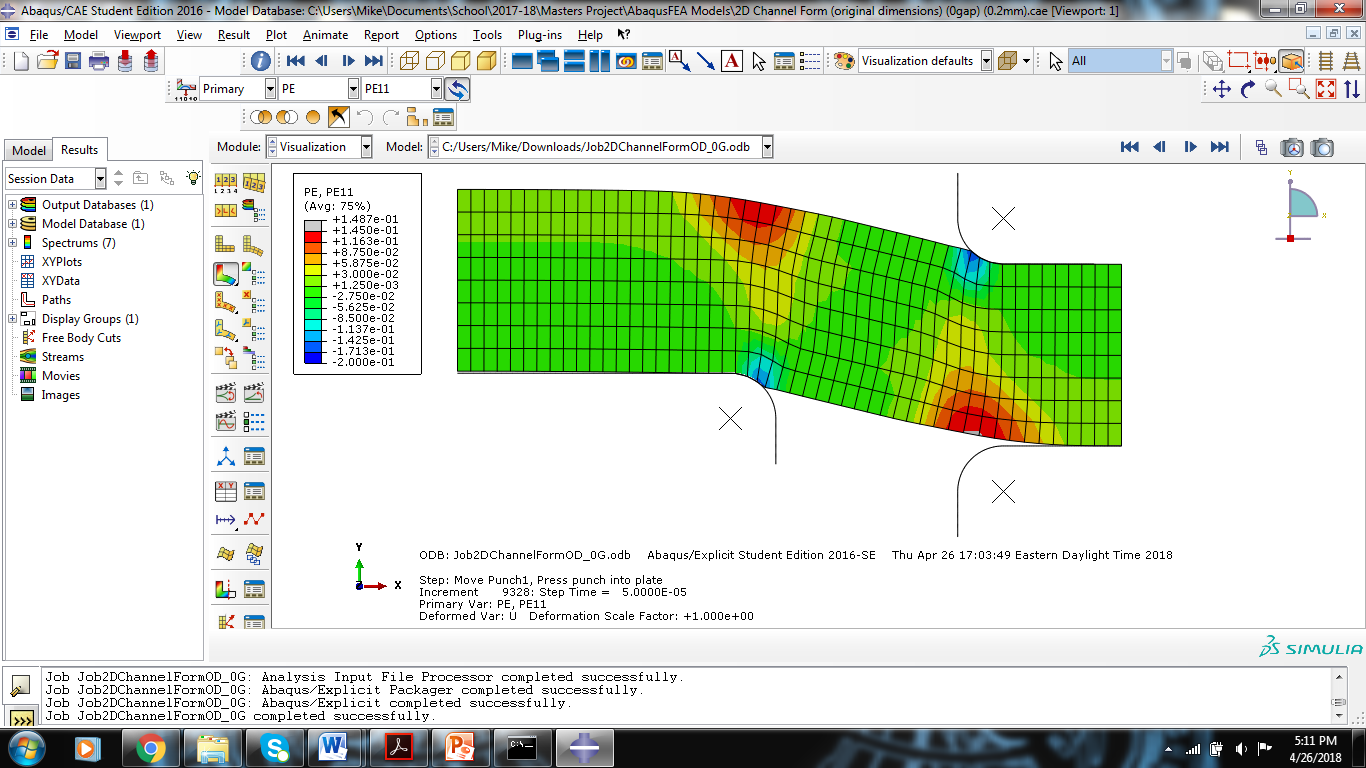 Abaqus/CAE Student Edition 2016 - Model Database: C:\Users\Mike\Documents\School\2017-18\Masters Project\AbaqusFEA Models\2D Channel Form (original dimensions) (0gap) (0.2mm).cae [Viewport: 1]
File Model Viewport View Result Plot Animate Report Options Tools Plug-ins Help
A A Visualization defaults All
Primary PE PE11
Model Results Module: Visualization Model: C:/Users/Mike/Downloads/Job2DChannelFormOD_0G.odb
Session Data
Output Databases (1)
Model Database (1)
Spectrums (7)
XYPlots
XYData
Paths
Display Groups (1)
Free Body Cuts
Streams
Movies
Images
PE, PE11
(Avg: 75%)
+1.487e-01
+1.450e-01
+1.163e-01
+8.750e-02
+5.875e-02
+3.000e-02
+1.250e-03
-2.750e-02
-5.625e-02
-8.500e-02
-1.137e-01
-1.425e-01
-1.713e-01
-2.000e-01
Y
X
Y
X
ODB: Job2DChannelFormOD_0G.odb Abaqus/Explicit Student Edition 2016-SE Thu Apr 26 17:03:49 Eastern Daylight Time 2018
Step: Move Punch1, Press punch into plate
Increment 9328: Step Time = 5.0000E-05
Primary Var: PE, PE11
Deformed Var: U Deformation Scale Factor: +1.000e+00
SIMULIA
Job Job2DChannelFormOD_0G: Analysis Input File Processor completed successfully.
Job Job2DChannelFormOD_0G: Abaqus/Explicit Packager completed successfully.
Job Job2DChannelFormOD_0G: Abaqus/Explicit completed successfully.
Job Job2DChannelFormOD_0G completed successfully.
>>>
5:11 PM
4/26/2018